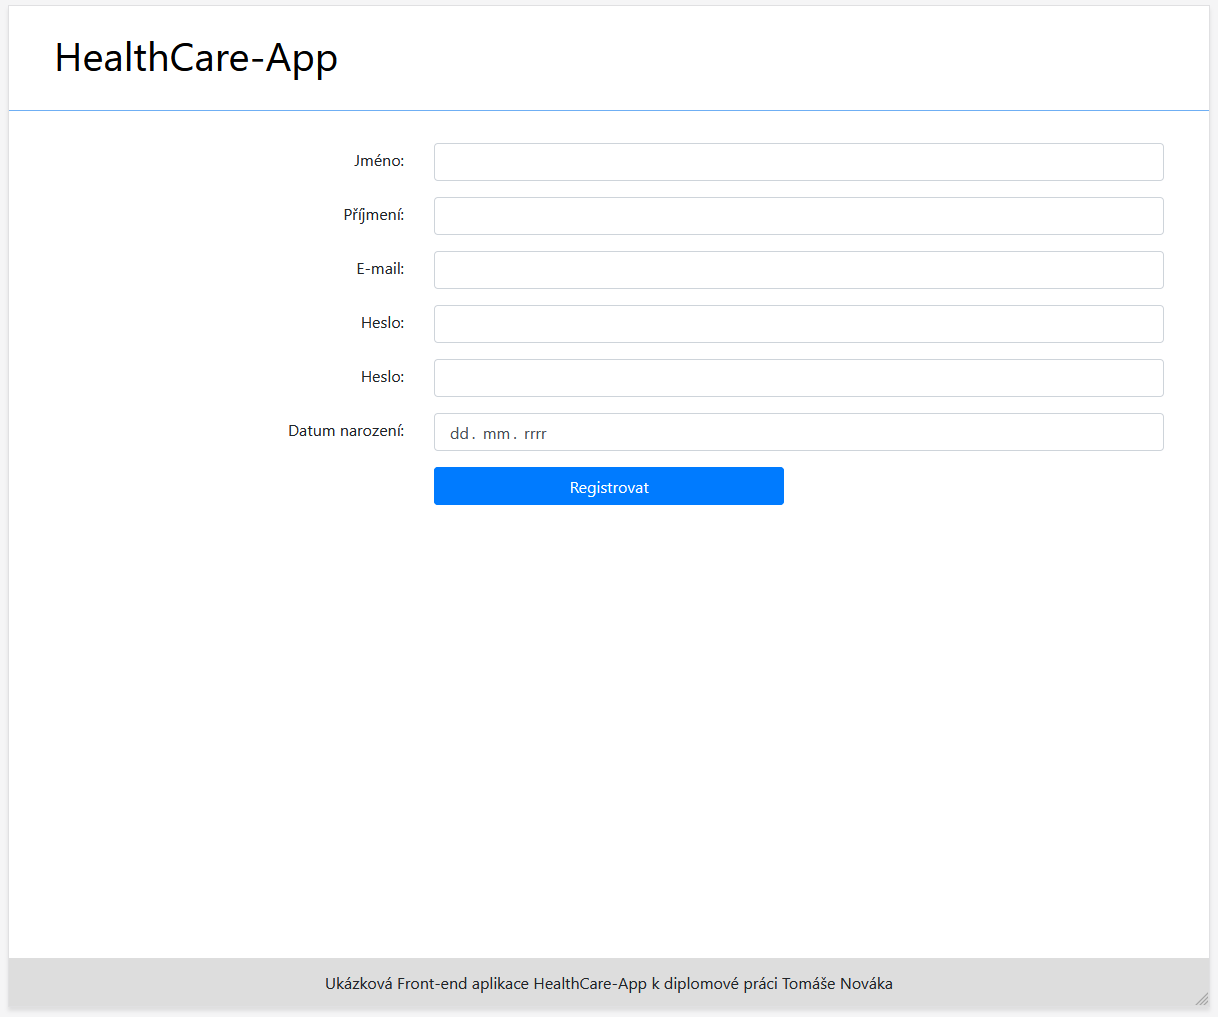 HealthCare-App
Jméno:
Příjmení:
E-mail:
Heslo:
Heslo:
Datum narození:
dd. mm. rrrr
Registrovat
Ukázková Front-end aplikace HealthCare-App k diplomové práci Tomáše Nováka